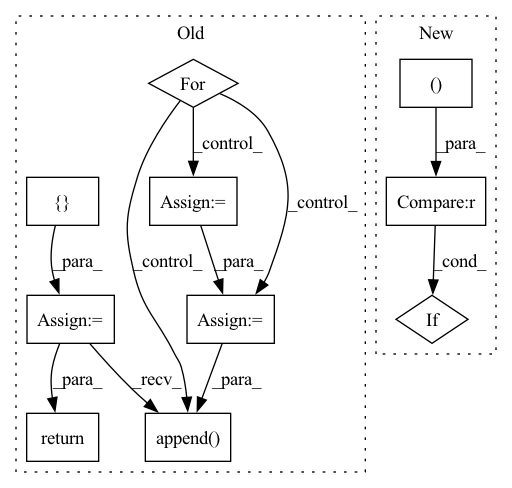 Old
New
For
()
_control_
_para_
{}
Assign:=
_control_
Compare:r
_para_
_control_
_para_
_cond_
Assign:=
Assign:=
If
_para_
_recv_
_para_
return
append()